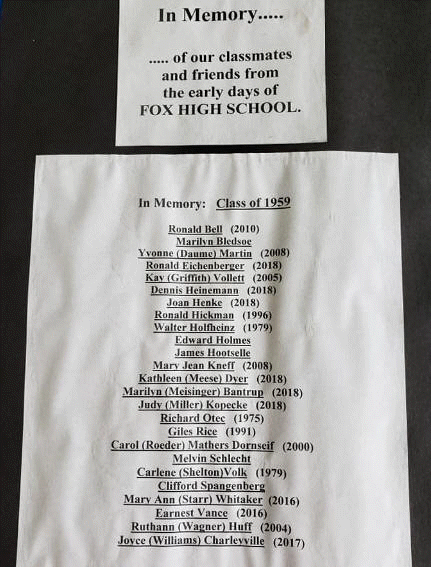 In Memory.....
..... of our classmates
and friends from
the early days of
FOX HIGH SCHOOL.
In Memory: Class of 1959
Ronald Bell (2010)
Marilyn Bledsoe
Yvonne (Daume) Martin (2008)
Ronald Eichenberger (2018)
Kay (Griffith) Vollett (2005)
Dennis Heinemann (2018)
Joan Henke (2018)
Ronald Hickman (1996)
Walter Holfheinz (1979)
Edward Holmes
James Hootselle
Mary Jean Kneff (2008)
Kathleen (Meese) Dyer (2018)
Marilyn (Meisinger) Bantrup (2018)
Judy (Miller) Kopecke (2018)
Richard Otec (1975)
Giles Rice (1991)
Carol (Roeder) Mathers Dornseif (2000)
Melvin Schlecht
Carlene (Shelton)Volk (1979)
Clifford Spangenberg
Mary Ann (Starr) Whitaker (2016)
Earnest Vance (2016)
Ruthann (Wagner) Huff (2004)
Joyce (Williams) Charleyville (2017)